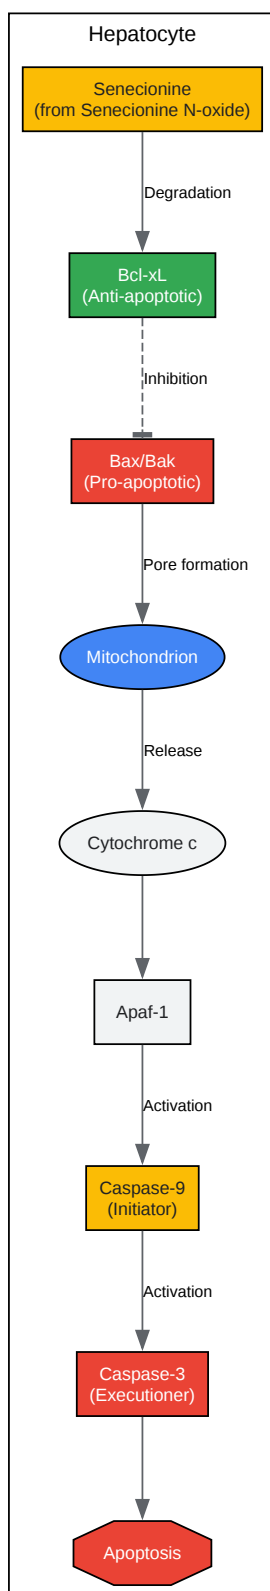 Hepatocyte
Senecionine
(from Senecionine N-oxide)
Degradation
Bcl-xL
(Anti-apoptotic)
Inhibition
Bax/Bak
(Pro-apoptotic)
Pore formation
Mitochondrion
Release
Cytochrome c
Apaf-1
Activation
Caspase-9
(Initiator)
Activation
Caspase-3
(Executioner)
Apoptosis